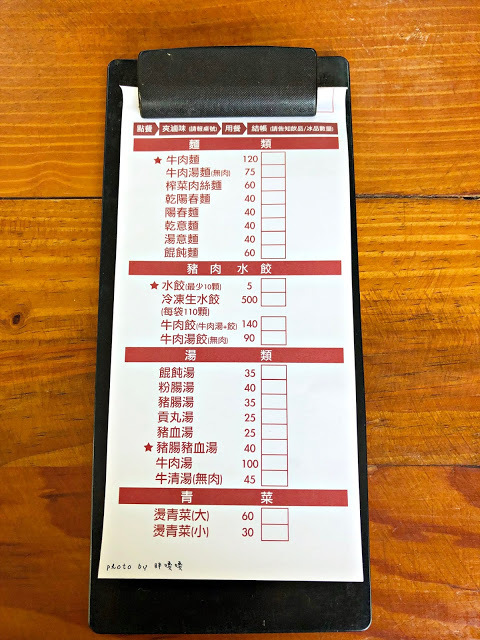 點餐 夾滷味(請報桌號) 用餐 結帳(請告知飲品/冰品數量)
麵類
★牛肉麵 120
牛肉湯麵(無肉) 75
榨菜肉絲麵 60
乾陽春麵 40
陽春麵 40
乾意麵 40
湯意麵 40
餛飩麵 60
豬肉水餃
★水餃(最少10顆) 5
冷凍生水餃 500
(每袋110顆)
牛肉餃(牛肉湯+餃) 140
牛肉湯餃(無肉) 90
湯類
餛飩湯 35
粉腸湯 40
豬腸湯 35
貢丸湯 25
豬血湯 25
★豬腸豬血湯 40
牛肉湯 100
牛清湯(無肉) 45
青菜
燙青菜(大) 60
燙青菜(小) 30
photo by 胖嘍嘍